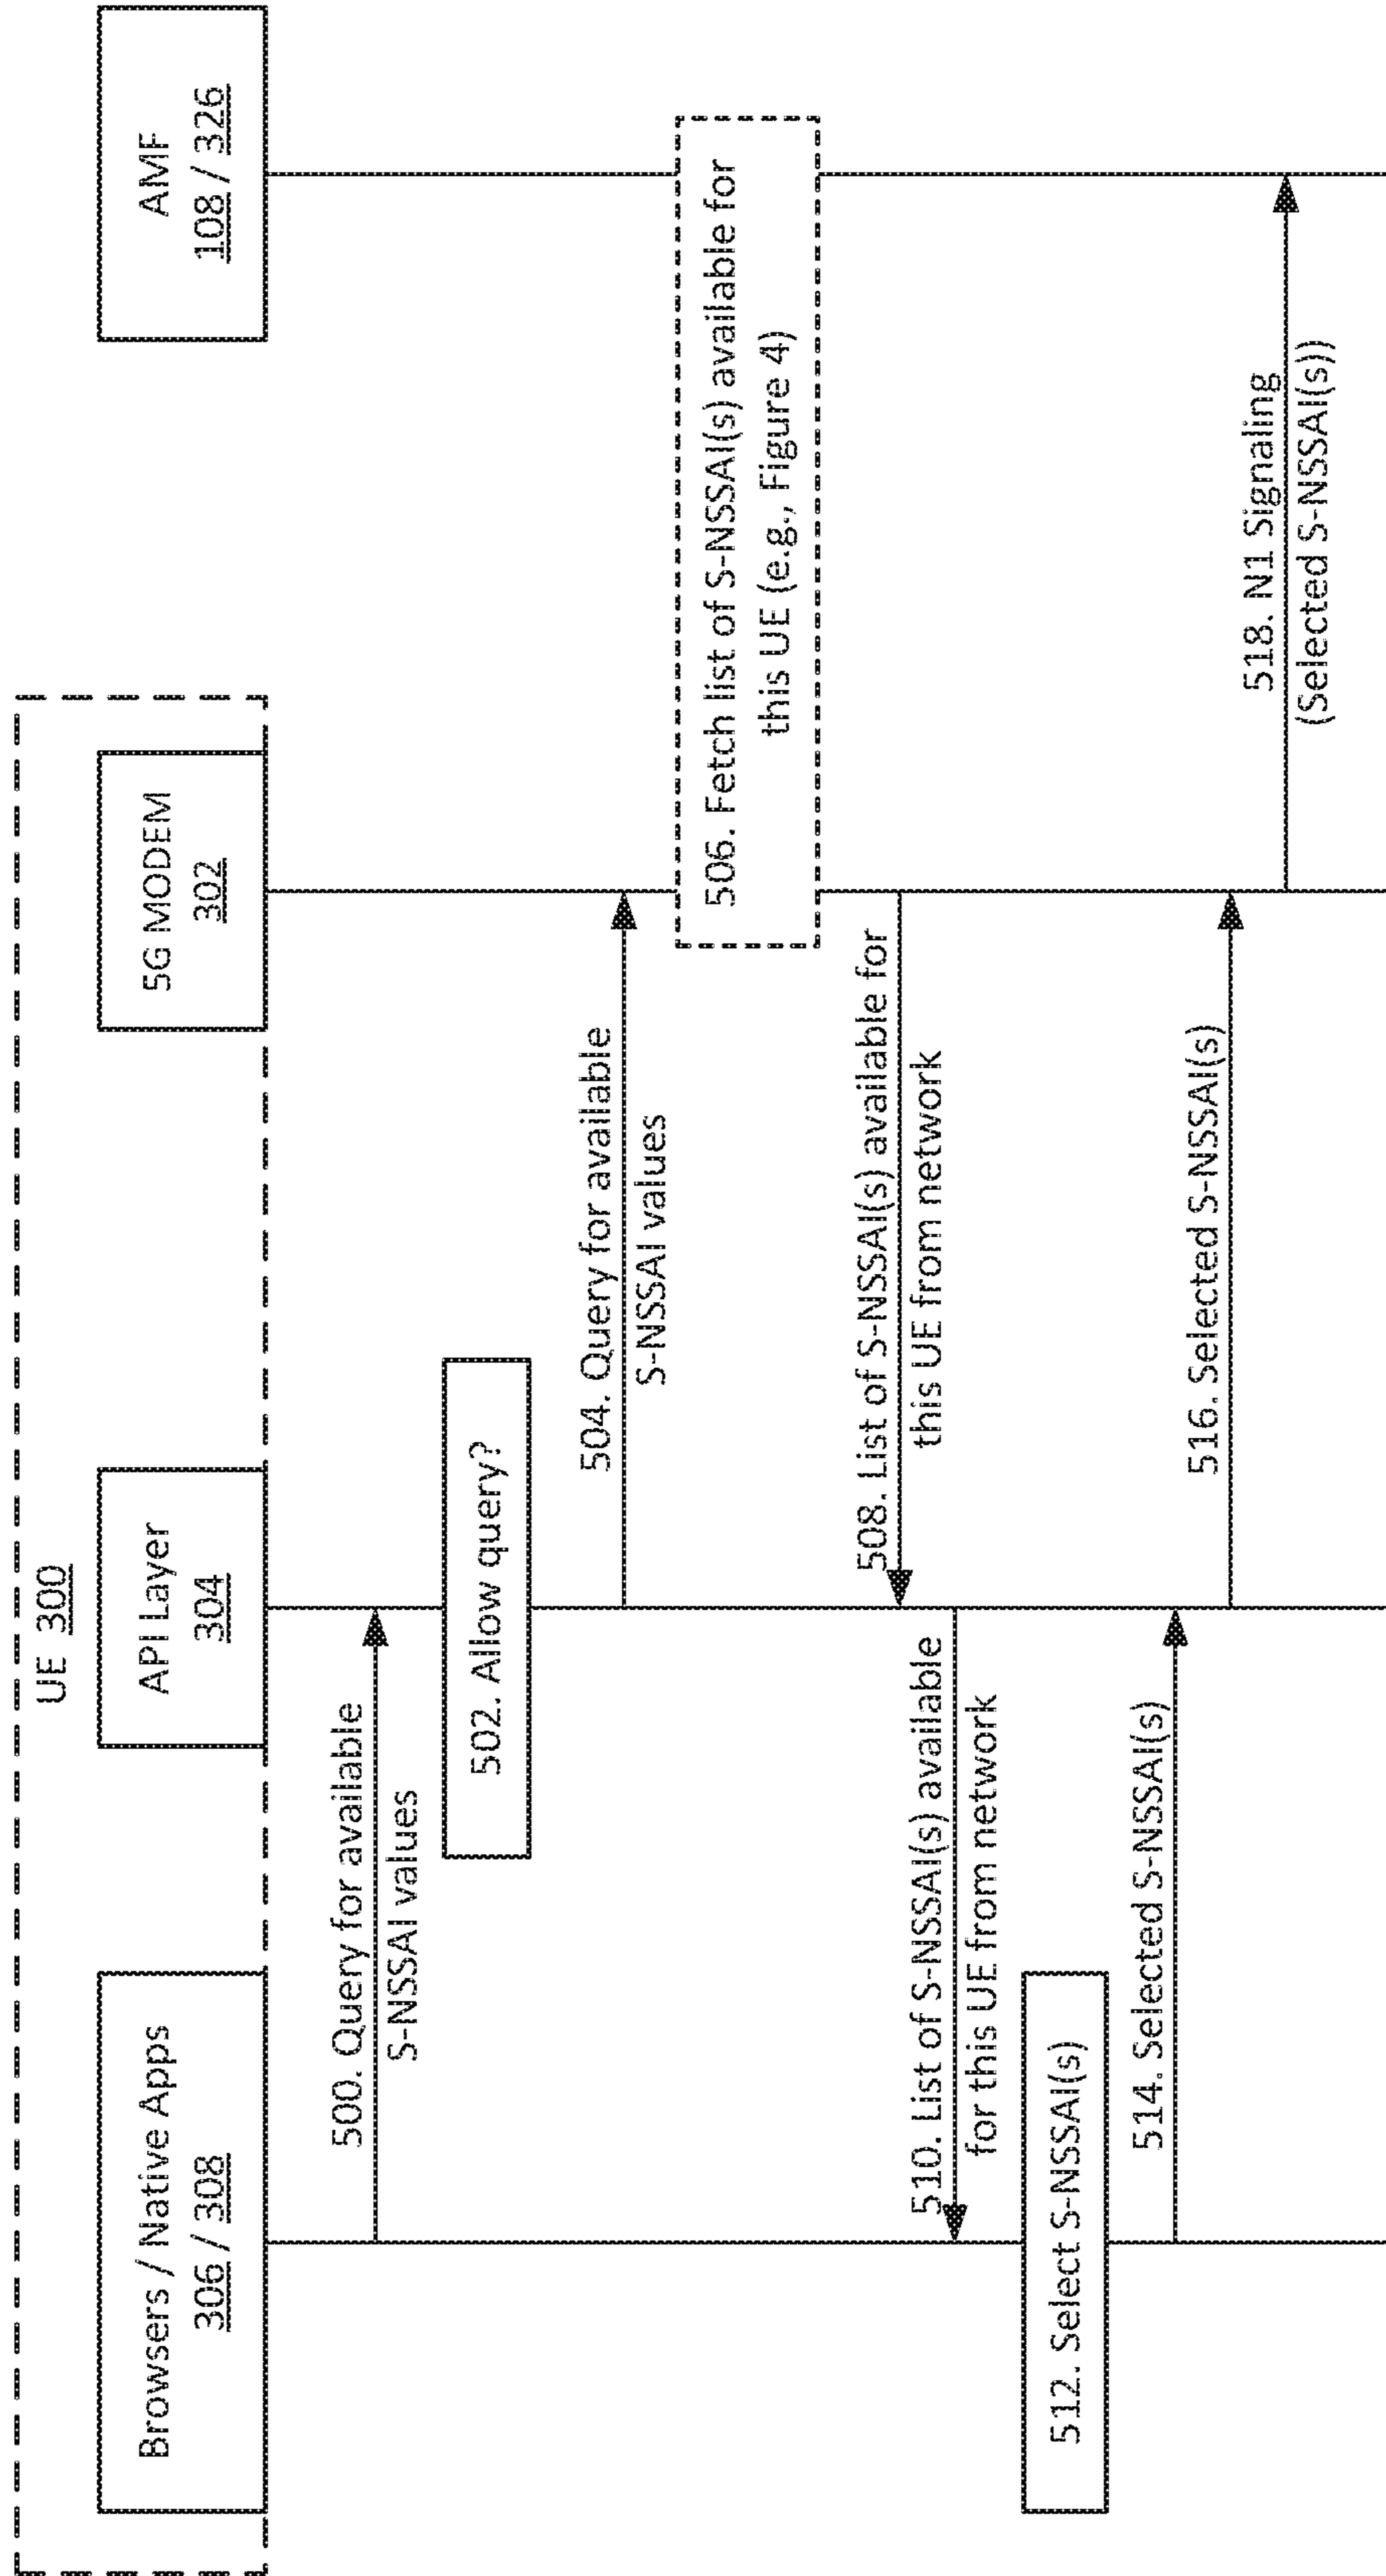 UE 300
Browsers / Native Apps
306 / 308
API Layer
304
5G MODEM
302
AMF
108 / 326
500. Query for available
S-NSSAI values
502. Allow query?
504. Query for available
S-NSSAI values
506. Fetch list of S-NSSAI(s) available for
this UE (e.g., Figure 4)
508. List of S-NSSAI(s) available for
this UE from network
510. List of S-NSSAI(s) available
for this UE from network
512. Select S-NSSAI(s)
514. Selected S-NSSAI(s)
516. Selected S-NSSAI(s)
518. N1 Signaling
(Selected S-NSSAI(s))